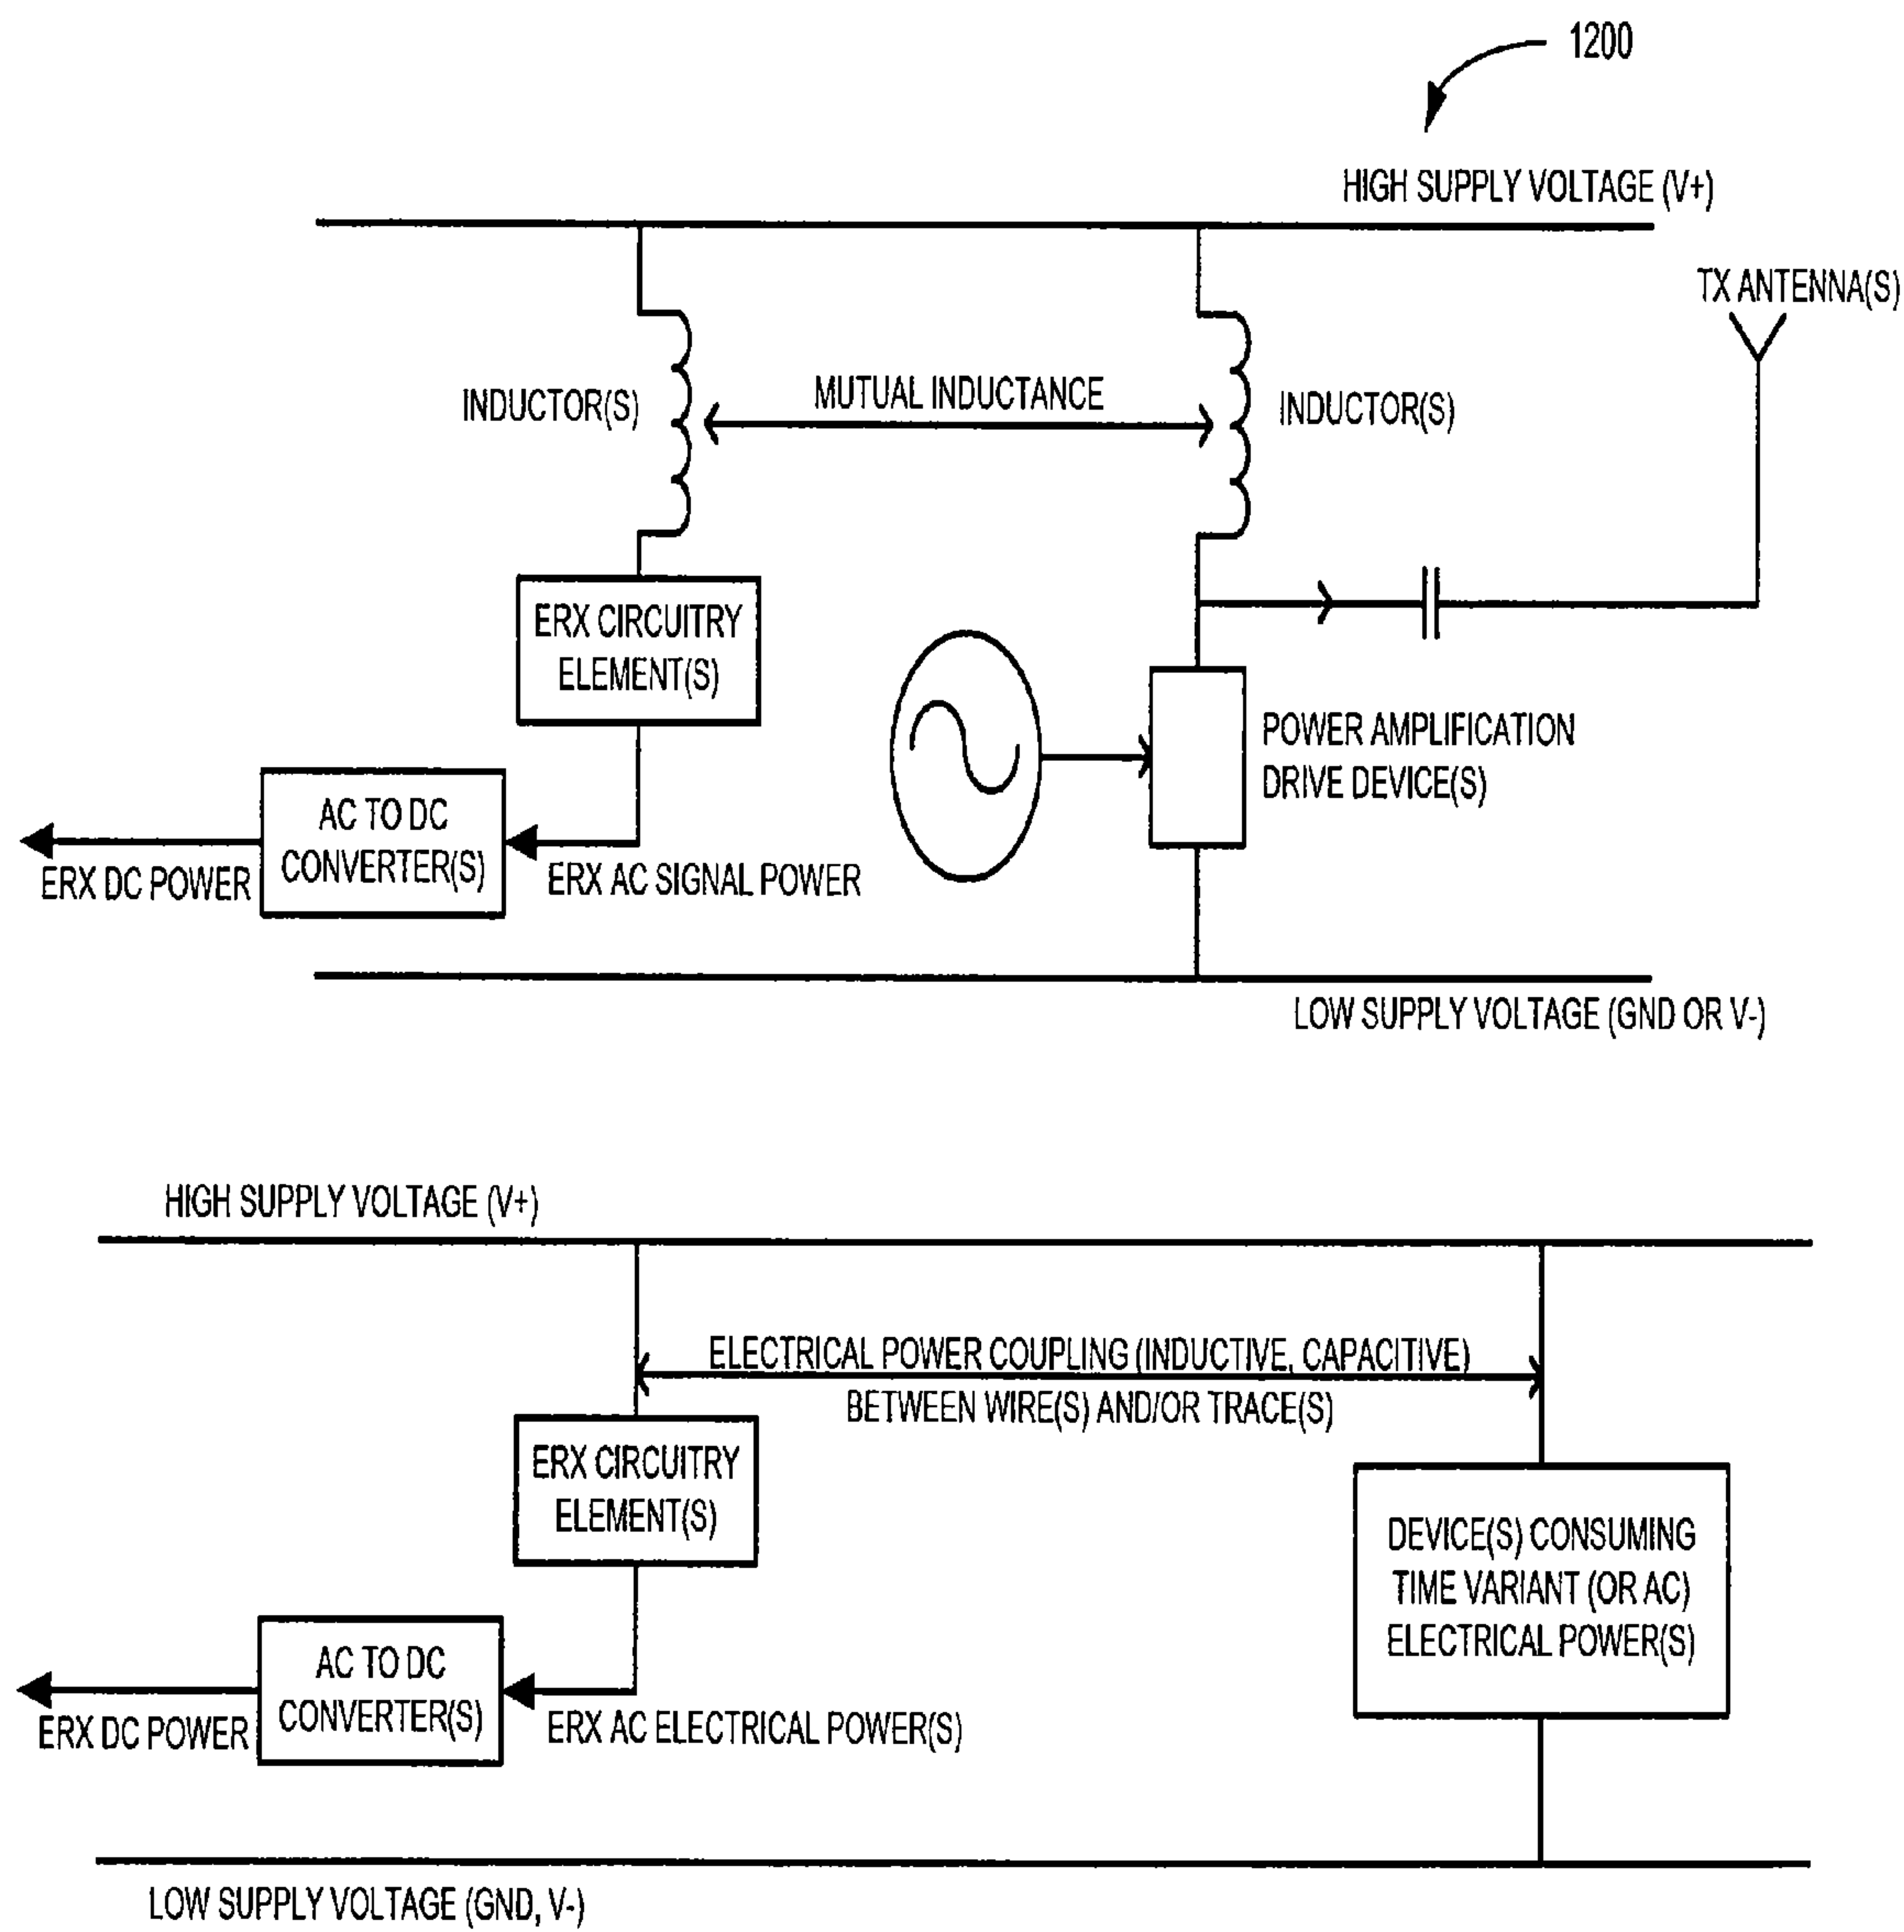 1200
HIGH SUPPLY VOLTAGE (V+)
TX ANTENNA(S)
INDUCTOR(S)
MUTUAL INDUCTANCE
INDUCTOR(S)
ERX CIRCUITRY
ELEMENT(S)
POWER AMPLIFICATION
DRIVE DEVICE(S)
AC TO DC
CONVERTER(S)
ERX DC POWER
ERX AC SIGNAL POWER
LOW SUPPLY VOLTAGE (GND OR V-)
HIGH SUPPLY VOLTAGE (V+)
ELECTRICAL POWER COUPLING (INDUCTIVE, CAPACITIVE)
BETWEEN WIRE(S) AND/OR TRACE(S)
ERX CIRCUITRY
ELEMENT(S)
DEVICE(S) CONSUMING
TIME VARIANT (OR AC)
ELECTRICAL POWER(S)
AC TO DC
CONVERTER(S)
ERX DC POWER
ERX AC ELECTRICAL POWER(S)
LOW SUPPLY VOLTAGE (GND, V-)